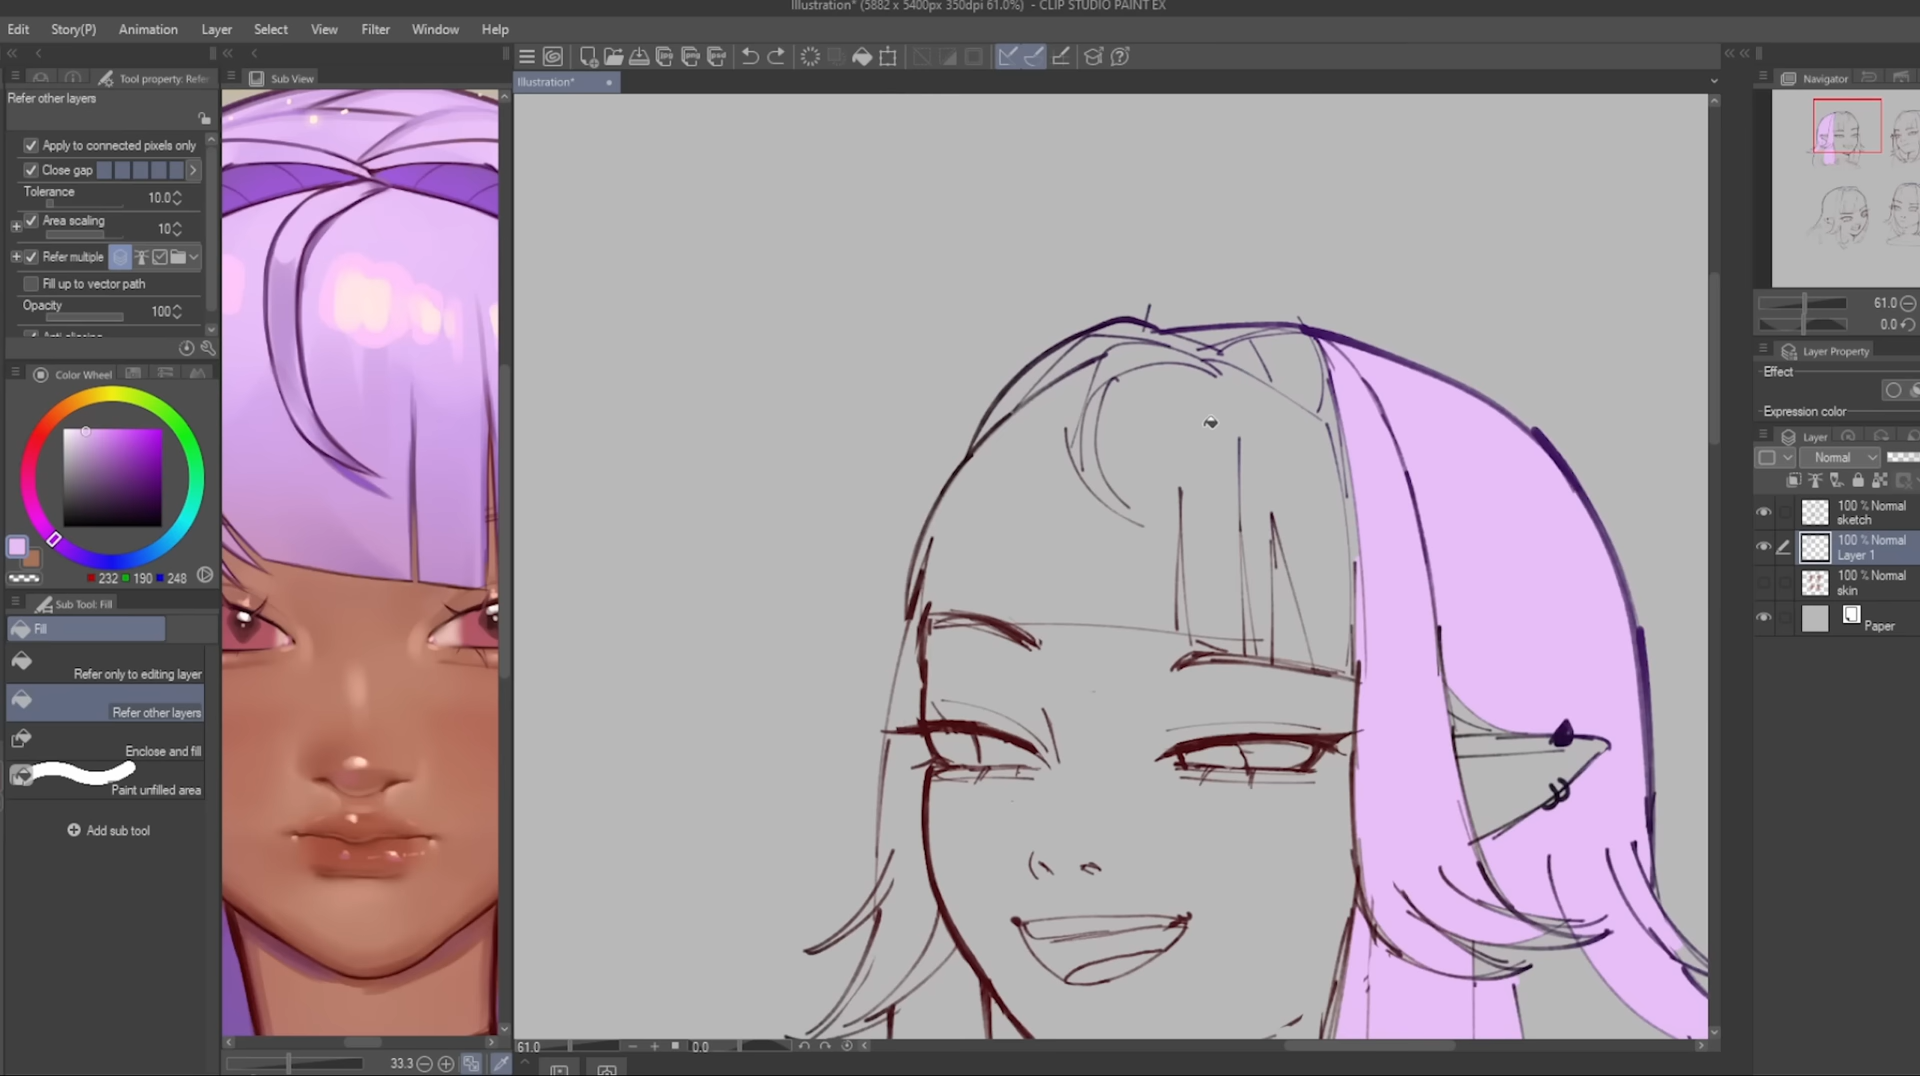 Illustration* (5882 x 5400px 350dpi 61.0%) - CLIP STUDIO PAINT EX
Edit Story(P) Animation Layer Select View Filter Window Help
Tool property: Refer
Sub View
Illustration*
Navigator
Refer other layers
Apply to connected pixels only
Close gap
Tolerance 10.0
Area scaling 10
Refer multiple
Fill up to vector path
Opacity 100
Color Wheel
232 190 248
Sub Tool: Fill
Fill
Refer only to editing layer
Refer other layers
Enclose and fill
Paint unfilled area
Add sub tool
33.3
61.0 0.0
61.0
0.0
Layer Property
Effect
Expression color
Layer
Normal
100 % Normal
sketch
100 % Normal
Layer 1
100 % Normal
skin
Paper